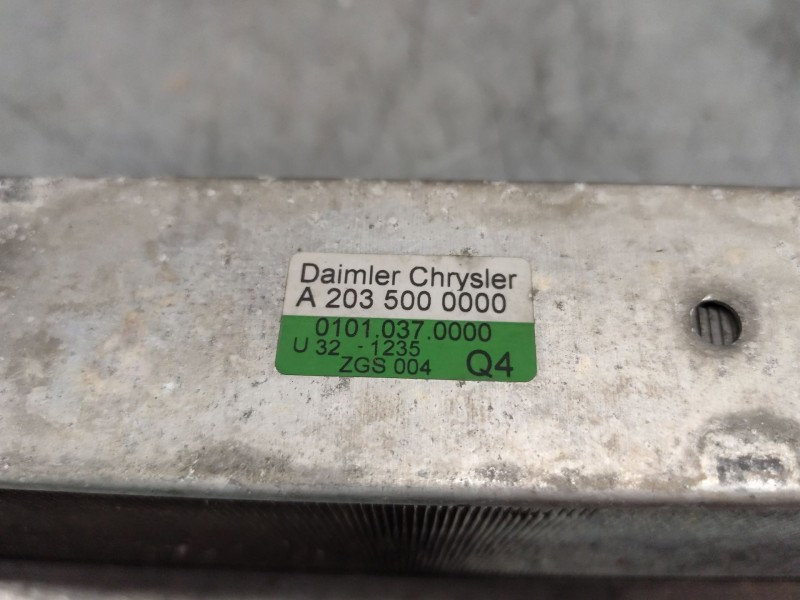 Daimler Chrysler
A 203 500 0000
0101.037.0000
U 32 - 1235
ZGS 004 Q4